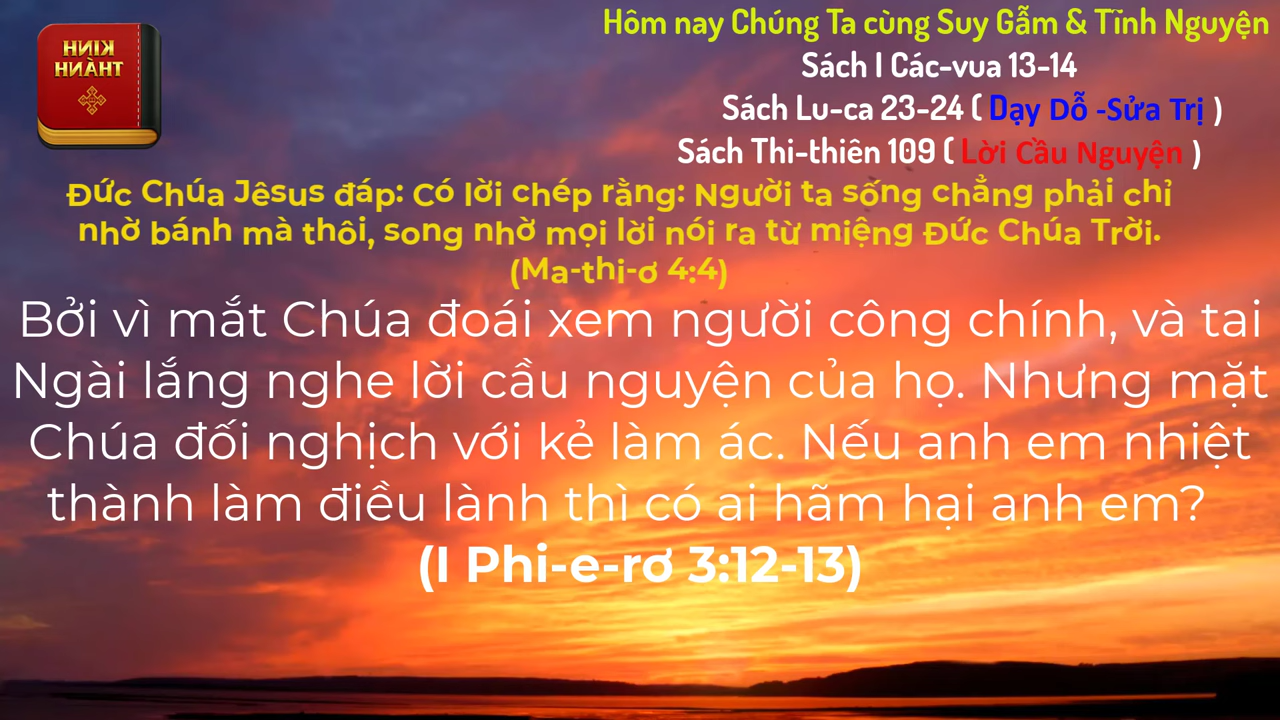 KINH
THÀNH
Hôm nay Chúng Ta cùng Suy Gẫm & Tĩnh Nguyện
Sách I Các-vua 13-14
Sách Lu-ca 23-24 ( Dạy Dỗ -Sửa Trị )
Sách Thi-thiên 109 ( Lời Cầu Nguyện )
Đức Chúa Jêsus đáp: Có lời chép rằng: Người ta sống chẳng phải chỉ
nhờ bánh mà thôi, song nhờ mọi lời nói ra từ miệng Đức Chúa Trời.
(Ma-thi-ơ 4:4)
Bởi vì mắt Chúa đoái xem người công chính, và tai
Ngài lắng nghe lời cầu nguyện của họ. Nhưng mặt
Chúa đối nghịch với kẻ làm ác. Nếu anh em nhiệt
thành làm điều lành thì có ai hãm hại anh em?
(I Phi-e-rơ 3:12-13)